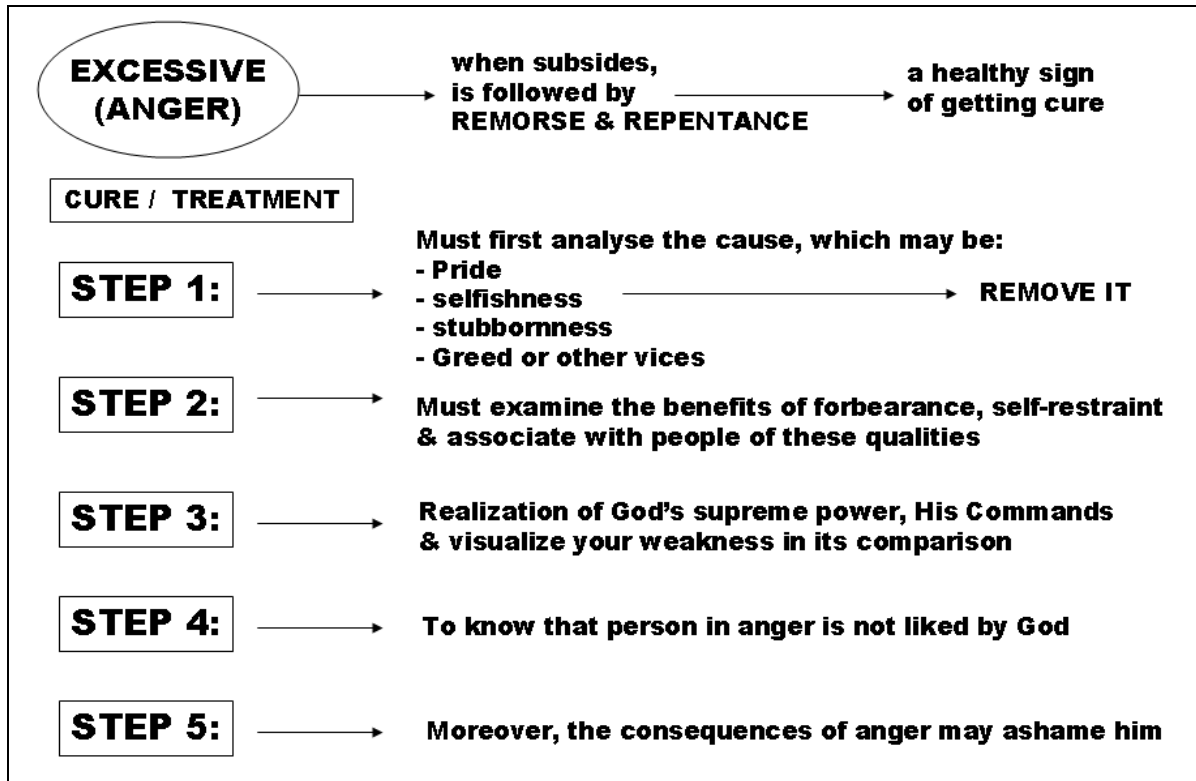 EXCESSIVE
(ANGER)
when subsides,
is followed by
REMORSE & REPENTANCE
a healthy sign
of getting cure
CURE / TREATMENT
STEP 1:
Must first analyse the cause, which may be:
- Pride
- selfishness
- stubbornness
- Greed or other vices
REMOVE IT
STEP 2:
Must examine the benefits of forbearance, self-restraint
& associate with people of these qualities
STEP 3:
Realization of God’s supreme power, His Commands
& visualize your weakness in its comparison
STEP 4:
To know that person in anger is not liked by God
STEP 5:
Moreover, the consequences of anger may ashame him